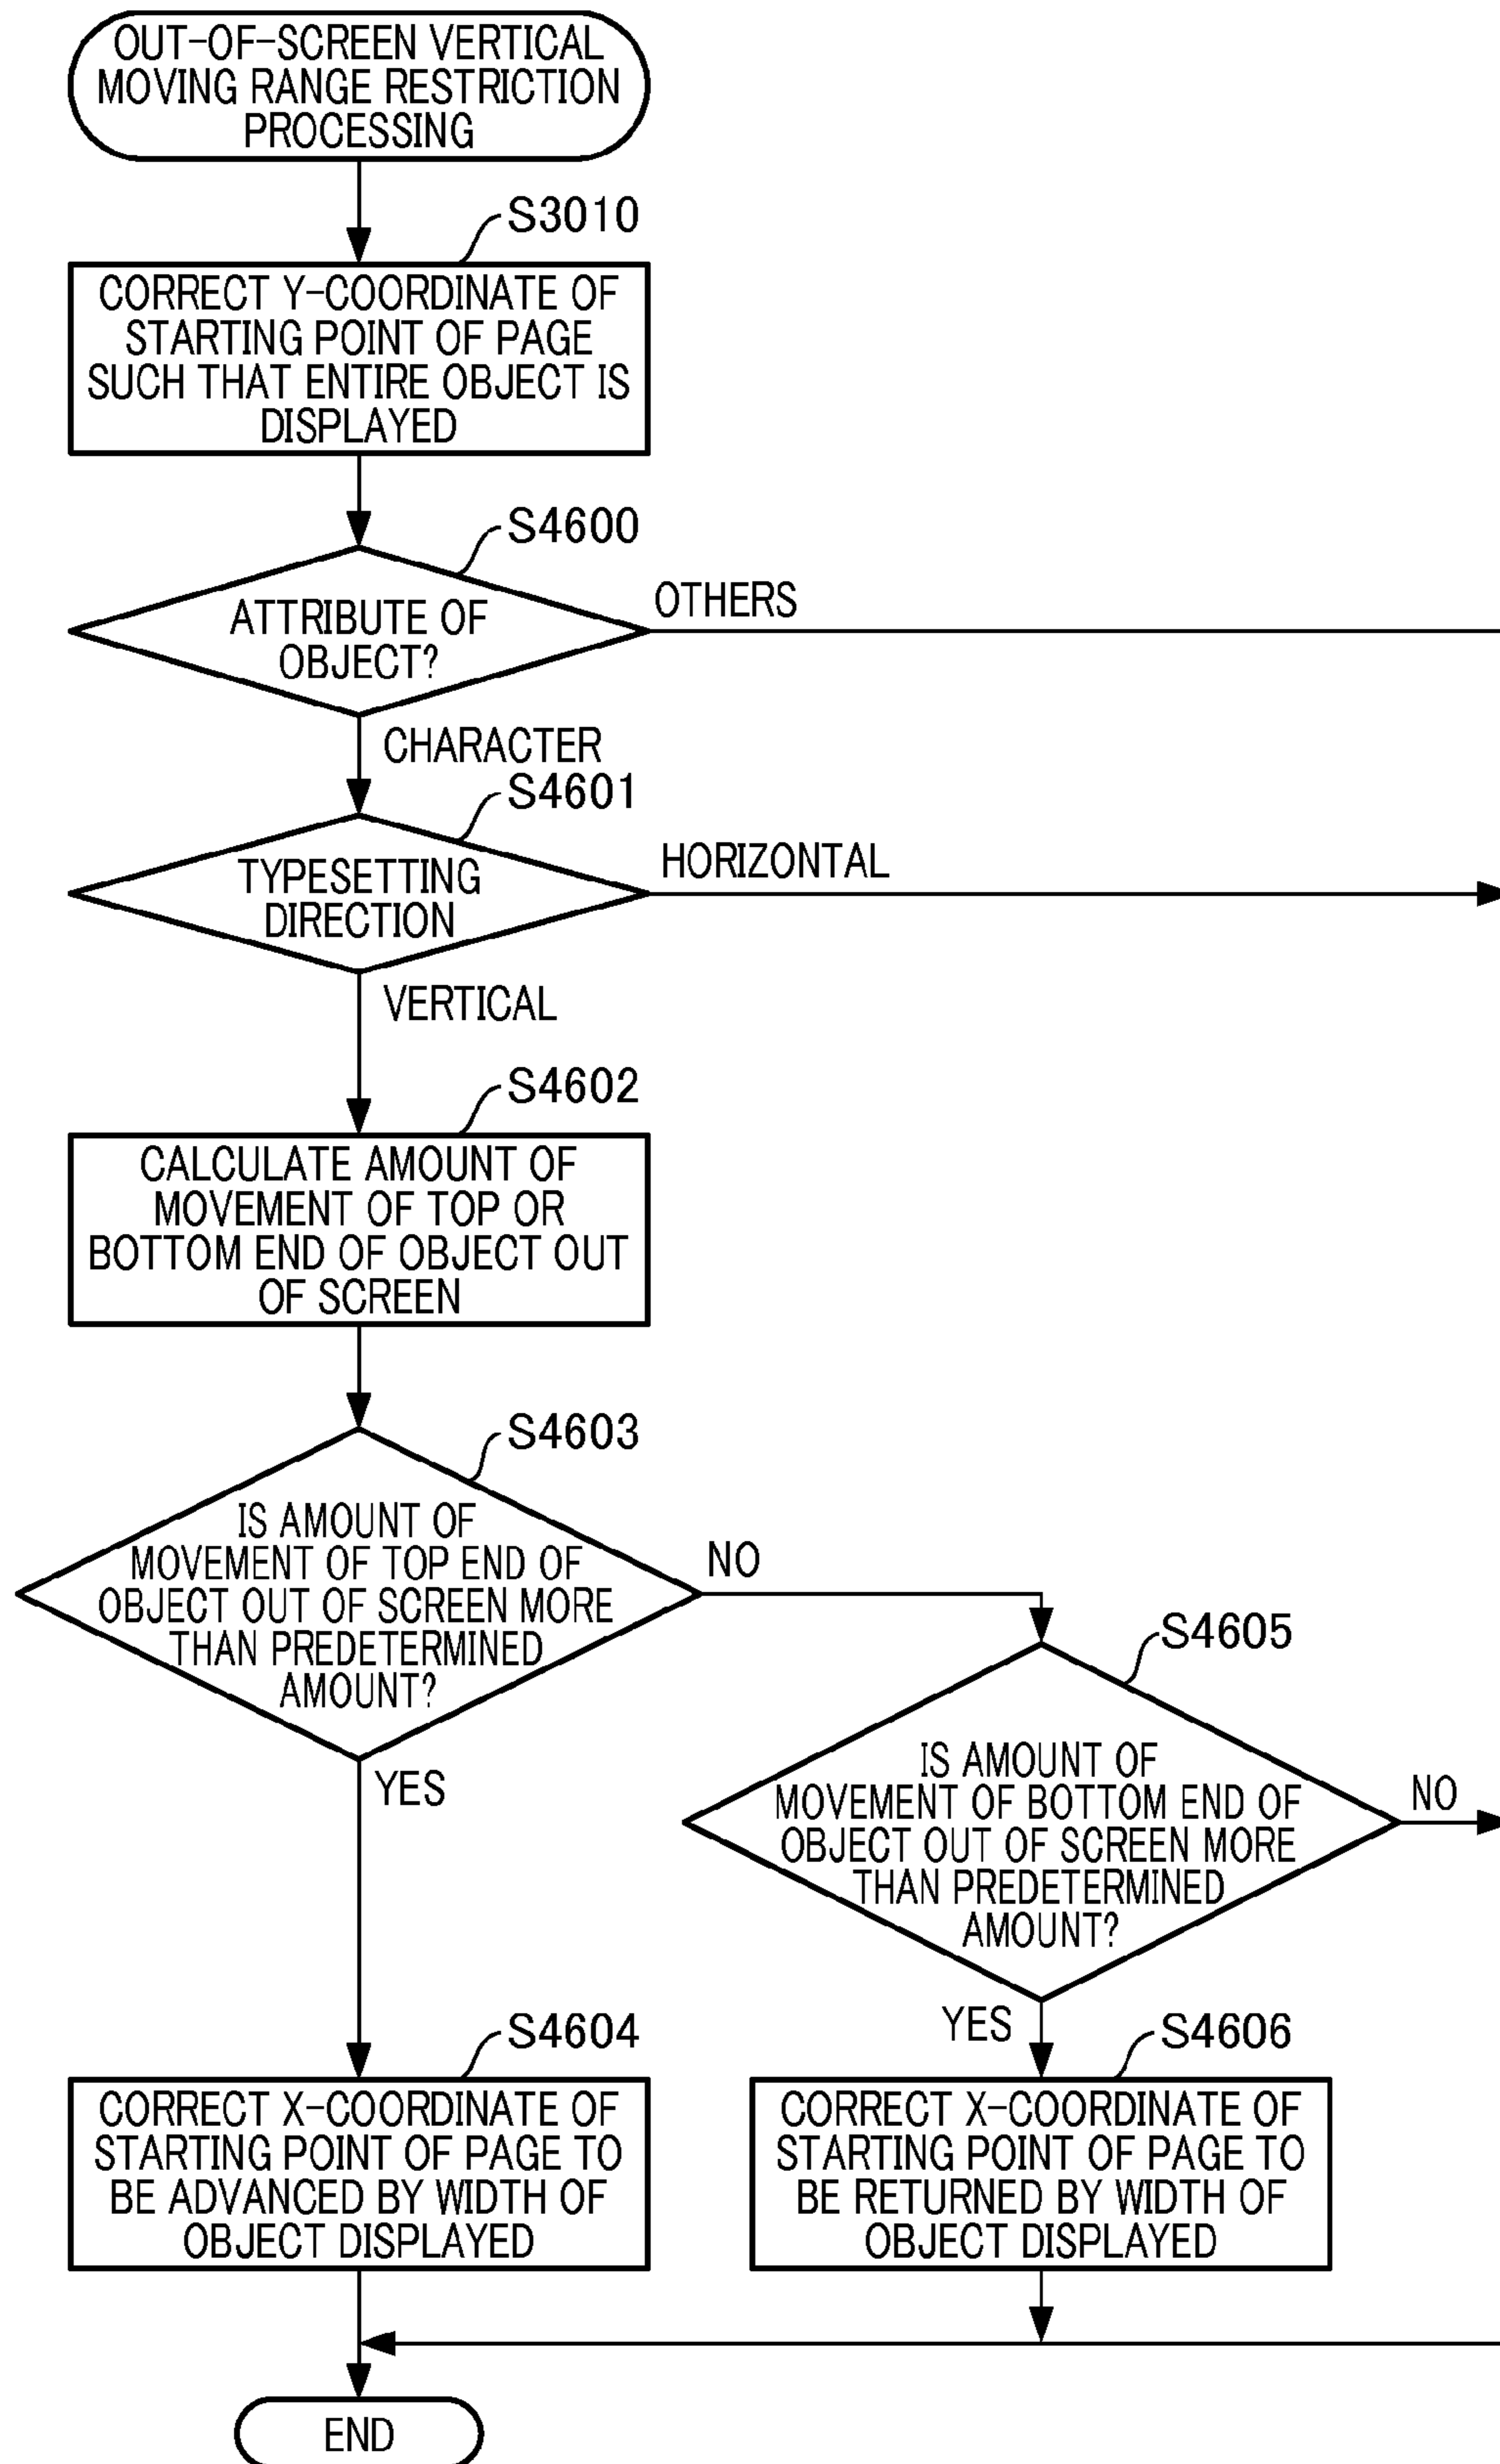 OUT-OF-SCREEN VERTICAL
MOVING RANGE RESTRICTION
PROCESSING
S3010
CORRECT Y-COORDINATE OF
STARTING POINT OF PAGE
SUCH THAT ENTIRE OBJECT IS
DISPLAYED
S4600
ATTRIBUTE OF
OBJECT?
OTHERS
CHARACTER
S4601
TYPESETTING
DIRECTION
HORIZONTAL
VERTICAL
S4602
CALCULATE AMOUNT OF
MOVEMENT OF TOP OR
BOTTOM END OF OBJECT OUT
OF SCREEN
S4603
IS AMOUNT OF
MOVEMENT OF TOP END OF
OBJECT OUT OF SCREEN MORE
THAN PREDETERMINED
AMOUNT?
NO
YES
S4605
IS AMOUNT OF
MOVEMENT OF BOTTOM END OF
OBJECT OUT OF SCREEN MORE
THAN PREDETERMINED
AMOUNT?
NO
YES
S4604
CORRECT X-COORDINATE OF
STARTING POINT OF PAGE TO
BE ADVANCED BY WIDTH OF
OBJECT DISPLAYED
S4606
CORRECT X-COORDINATE OF
STARTING POINT OF PAGE TO
BE RETURNED BY WIDTH OF
OBJECT DISPLAYED
END